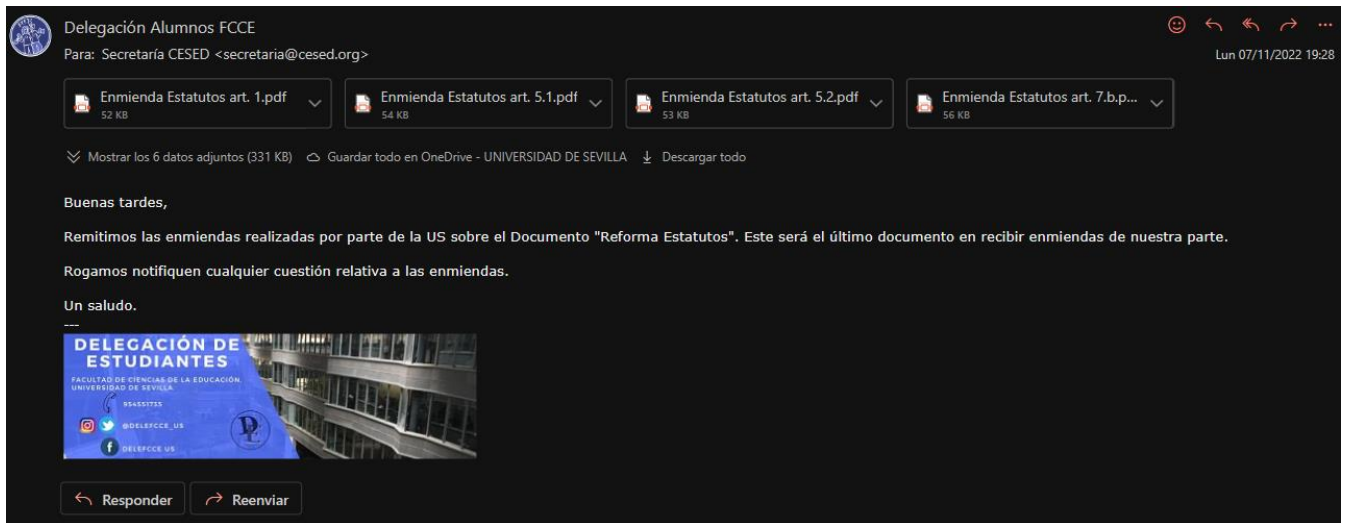 Delegación Alumnos FCCE
Para: Secretaría CESED <secretaria@cesed.org>
Lun 07/11/2022 19:28
Enmienda Estatutos art. 1.pdf
52 KB
Enmienda Estatutos art. 5.1.pdf
54 KB
Enmienda Estatutos art. 5.2.pdf
53 KB
Enmienda Estatutos art. 7.b.p...
56 KB
Mostrar los 6 datos adjuntos (331 KB) Guardar todo en OneDrive - UNIVERSIDAD DE SEVILLA Descargar todo
Buenas tardes,
Remitimos las enmiendas realizadas por parte de la US sobre el Documento "Reforma Estatutos". Este será el último documento en recibir enmiendas de nuestra parte.
Rogamos notifiquen cualquier cuestión relativa a las enmiendas.
Un saludo.
---
DELEGACIÓN DE
ESTUDIANTES
FACULTAD DE CIENCIAS DE LA EDUCACIÓN.
UNIVERSIDAD DE SEVILLA
@DELEFCCE_US
DELEFCCE US
Responder Reenviar